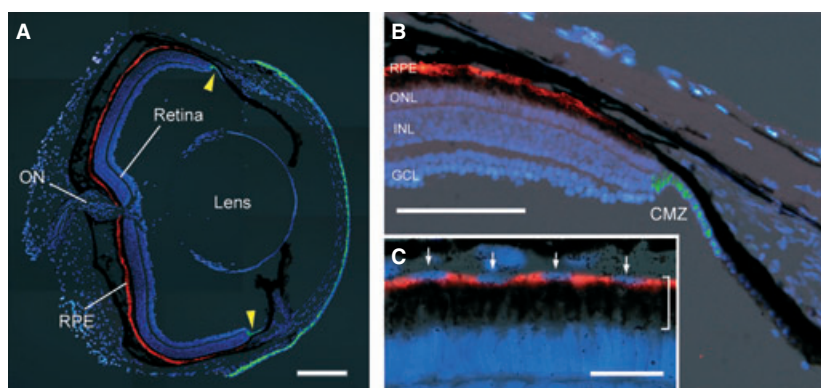 A
Retina
ON
Lens
RPE
B
RPE
ONL
INL
GCL
CMZ
C